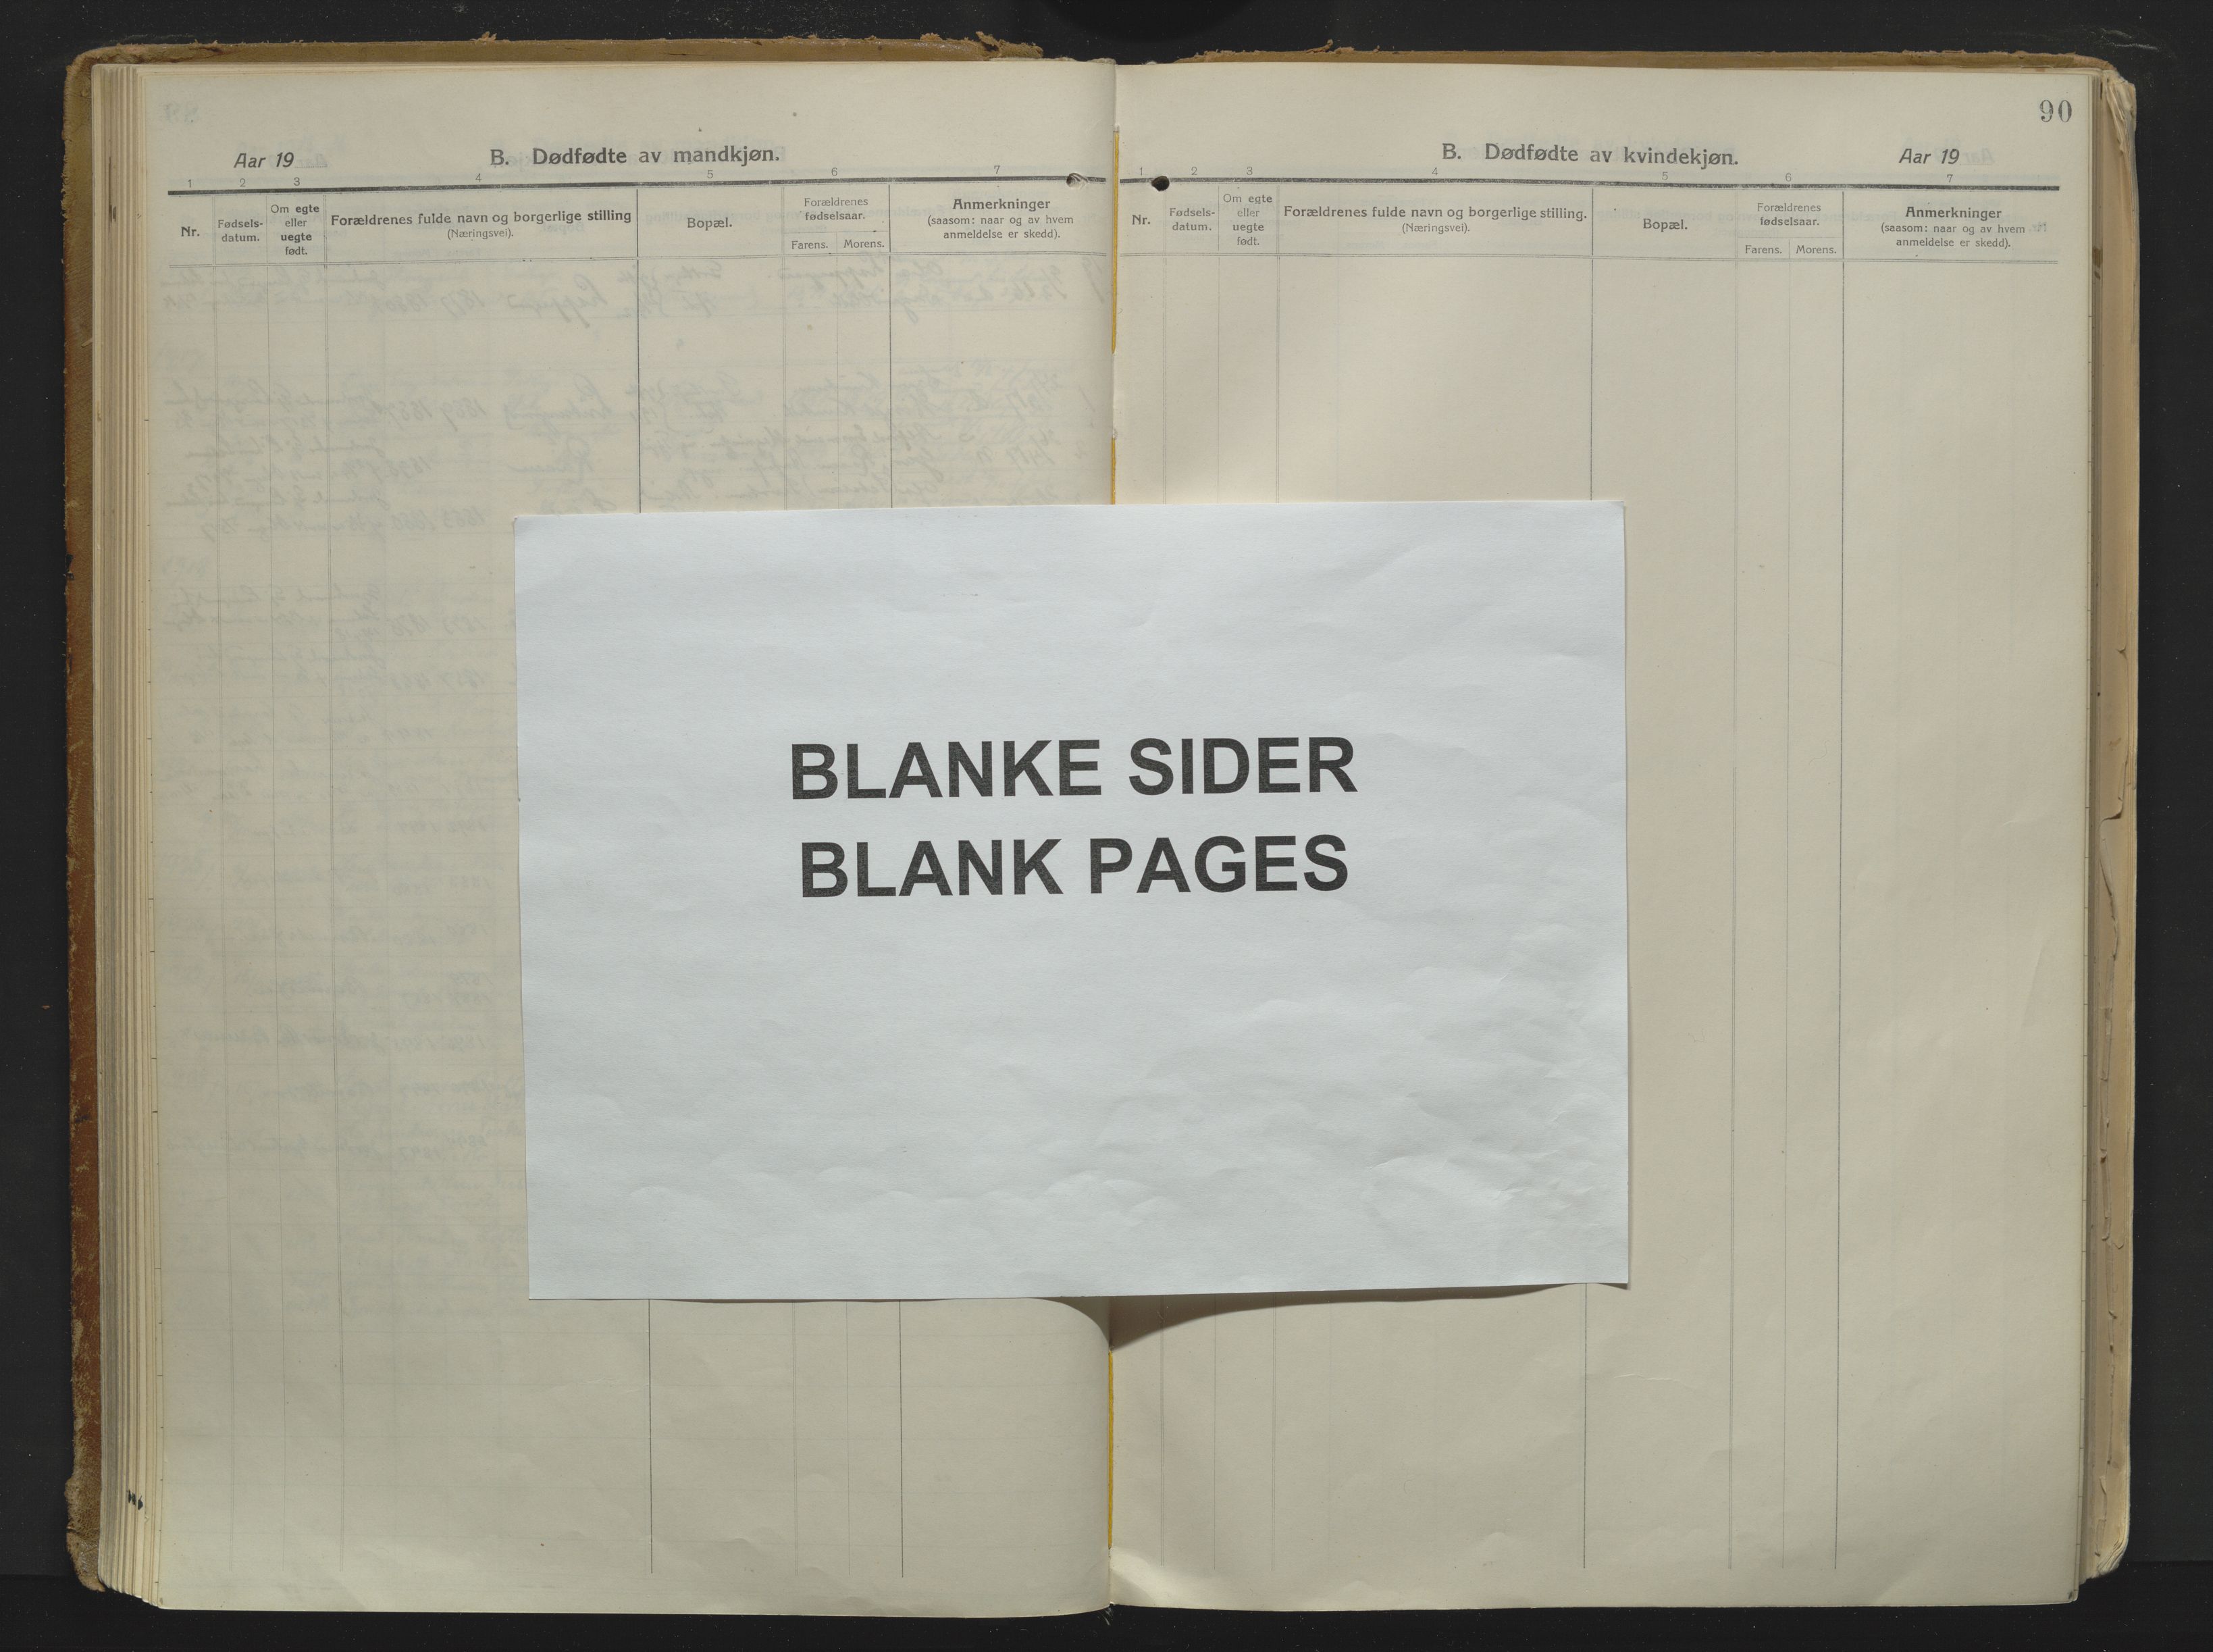 Aar 19
B. Dødfødte av mandkjøn.
1 2 3 4 5 6 7
Nr.
Fødsels-
datum.
Om egte
eller
uegte
født.
Forældrenes fulde navn og borgerlige stilling
(Næringsvei).
Bopæl.
Forældrenes
fødselsaar.
Farens. Morens.
Anmerkninger
(saasom: naar og av hvem
anmeldelse er skedd).
90
B. Dødfødte av kvindekjøn.
Aar 19
1 2 3 4 5 6 7
Nr.
Fødsels-
datum.
Om egte
eller
uegte
født.
Forældrenes fulde navn og borgerlige stilling.
(Næringsvei).
Bopæl.
Forældrenes
fødselsaar.
Farens. Morens.
Anmerkninger
(saasom: naar og av hvem
anmeldelse er skedd).
BLANKE SIDER
BLANK PAGES